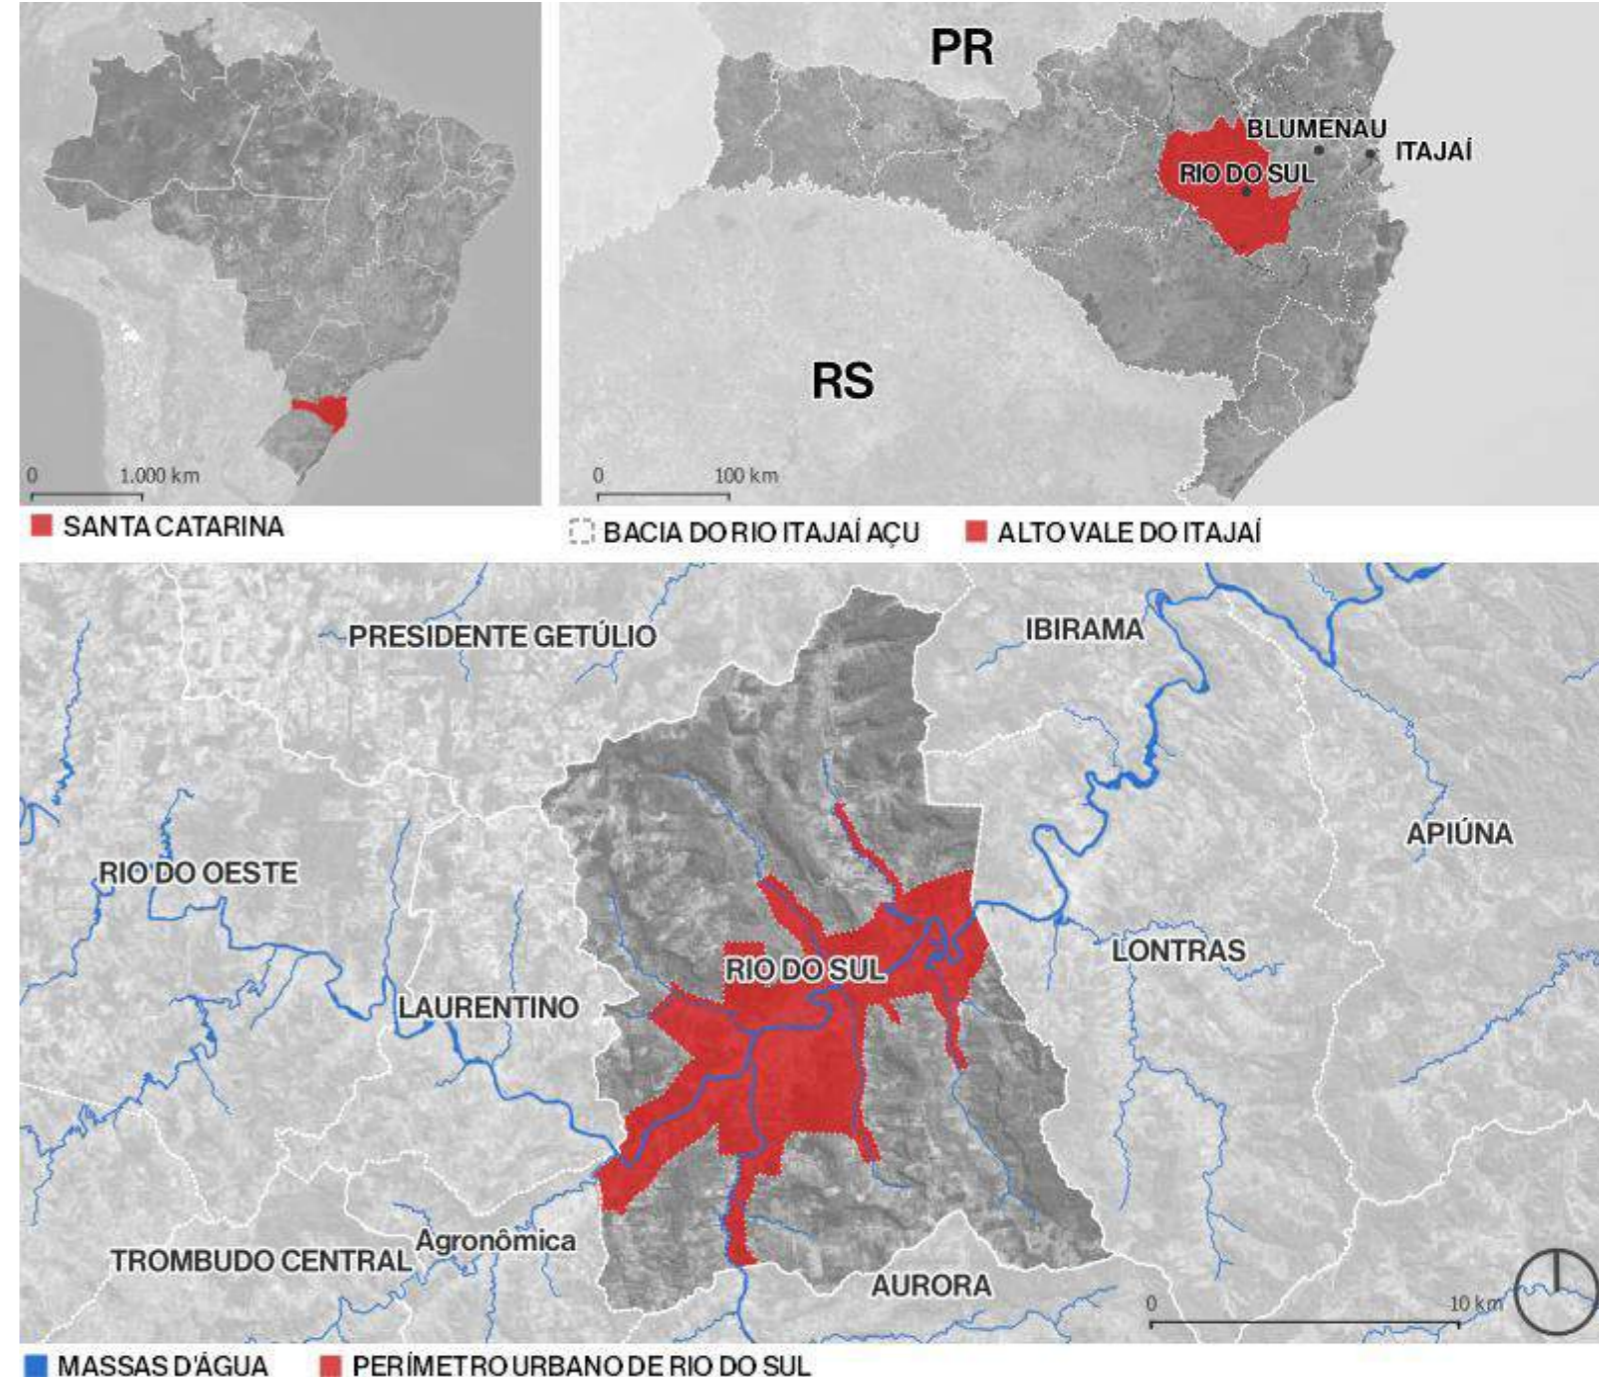 0 1.000 km
SANTA CATARINA
PR
BLUMENAU
ITAJAÍ
RIO DO SUL
RS
0 100 km
BACIA DO RIO ITAJAÍ AÇU ALTO VALE DO ITAJAÍ
PRESIDENTE GETÚLIO
IBIRAMA
APIÚNA
RIO DO OESTE
LONTRAS
RIO DO SUL
LAURENTINO
Agronômica
TROMBUDO CENTRAL
AURORA
0 10 km
MASSAS D'ÁGUA PERÍMETRO URBANO DE RIO DO SUL